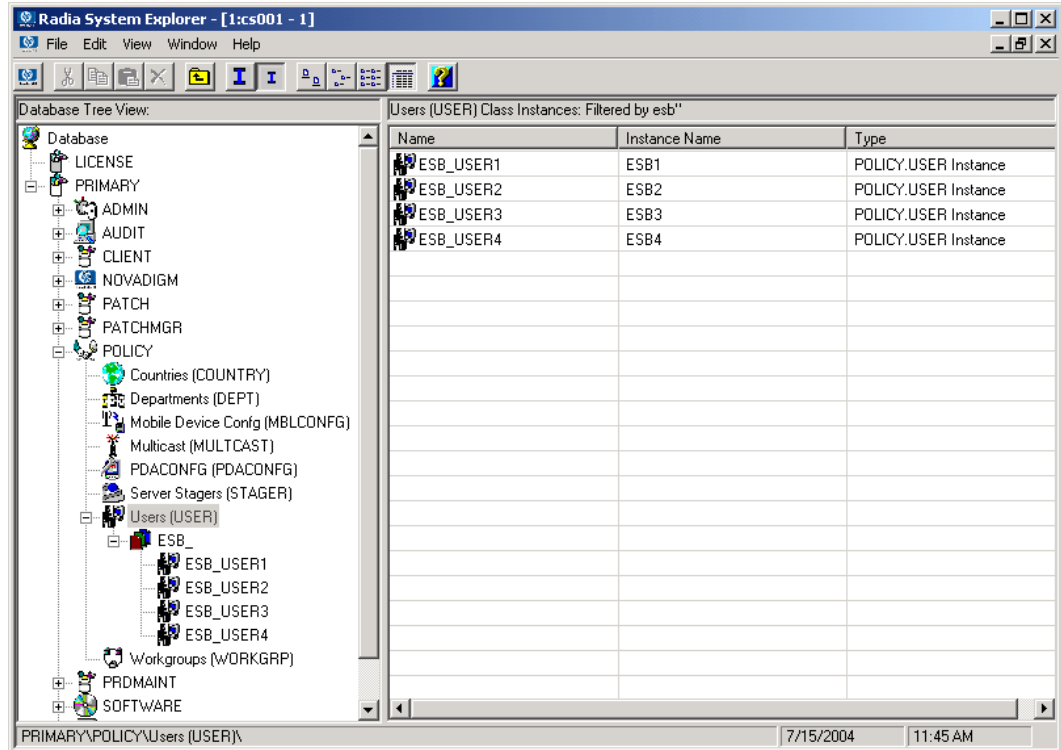 Radia System Explorer - [1:cs001 - 1]
File Edit View Window Help
Database Tree View:
Users (USER) Class Instances: Filtered by esb"
Database
LICENSE
PRIMARY
ADMIN
AUDIT
CLIENT
NOVADIGM
PATCH
PATCHMGR
POLICY
Countries (COUNTRY)
Departments (DEPT)
Mobile Device Confg (MBLCONFG)
Multicast (MULTCAST)
PDACONFG (PDACONFG)
Server Stagers (STAGER)
Users (USER)
ESB_
ESB_USER1
ESB_USER2
ESB_USER3
ESB_USER4
Workgroups (WORKGRP)
PRDMAINT
SOFTWARE
Name Instance Name Type
ESB_USER1 ESB1 POLICY.USER Instance
ESB_USER2 ESB2 POLICY.USER Instance
ESB_USER3 ESB3 POLICY.USER Instance
ESB_USER4 ESB4 POLICY.USER Instance
PRIMARY\POLICY\Users (USER)\ 7/15/2004 11:45 AM